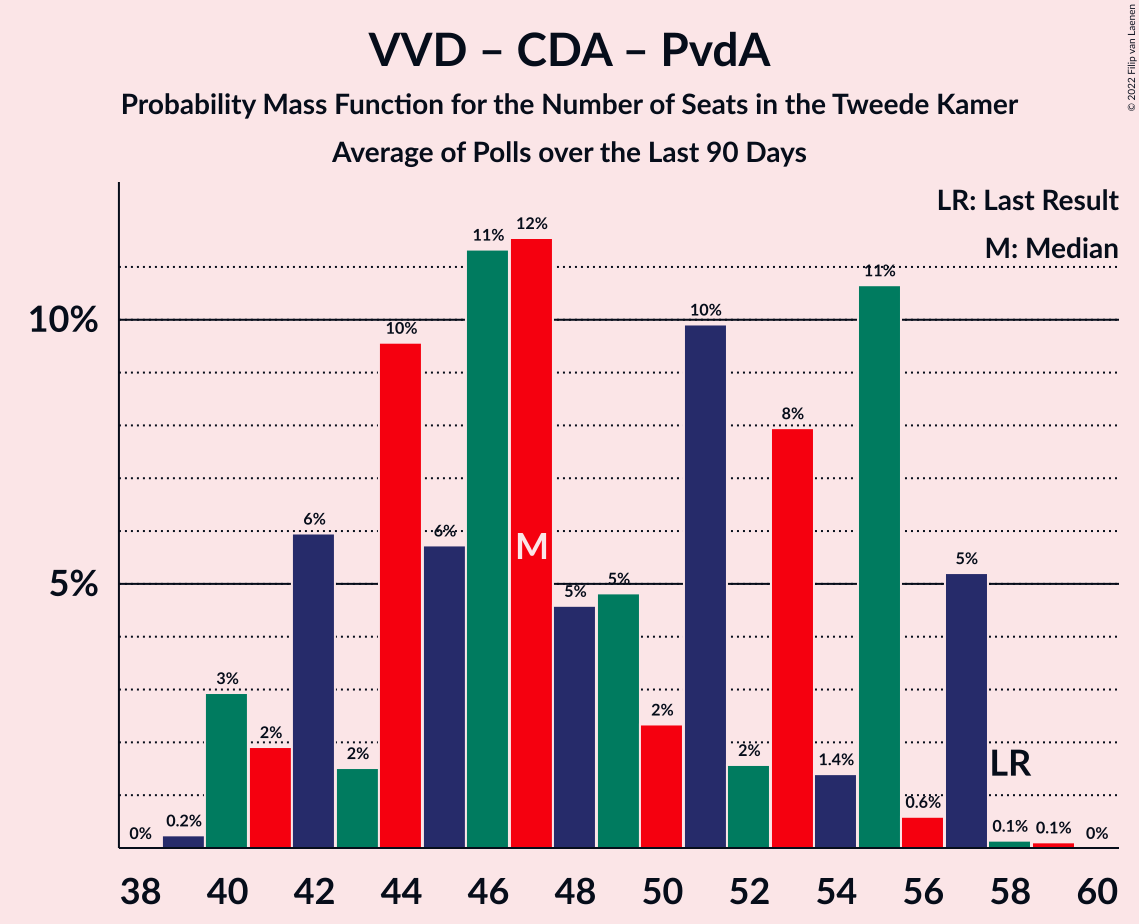 © 2022 Filip van Laenen
VVD – CDA – PvdA
Probability Mass Function for the Number of Seats in the Tweede Kamer
Average of Polls over the Last 90 Days
LR: Last Result
M: Median
10%
5%
0%
0.2%
3%
2%
6%
2%
10%
6%
11%
12%
M
5%
5%
2%
10%
2%
8%
1.4%
11%
0.6%
5%
LR
0.1%
0.1%
0%
38 40 42 44 46 48 50 52 54 56 58 60